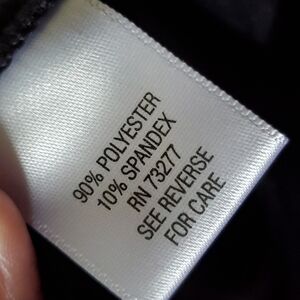 90% POLYESTER
10% SPANDEX
RN 73277
SEE REVERSE
FOR CARE